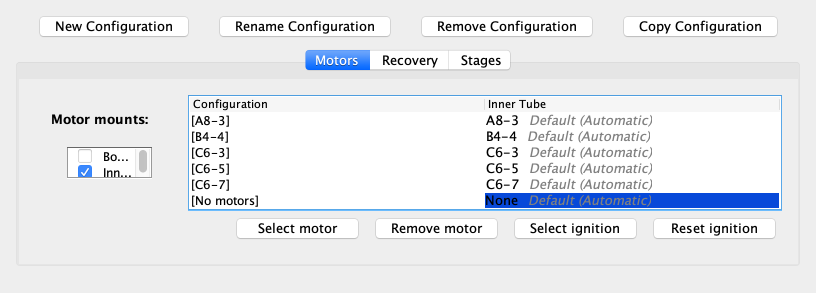 New Configuration Rename Configuration Remove Configuration Copy Configuration
Motors Recovery Stages
Motor mounts:
Bo...
Inn...
Configuration Inner Tube
[A8-3] A8-3 Default (Automatic)
[B4-4] B4-4 Default (Automatic)
[C6-3] C6-3 Default (Automatic)
[C6-5] C6-5 Default (Automatic)
[C6-7] C6-7 Default (Automatic)
[No motors] None Default (Automatic)
Select motor Remove motor Select ignition Reset ignition